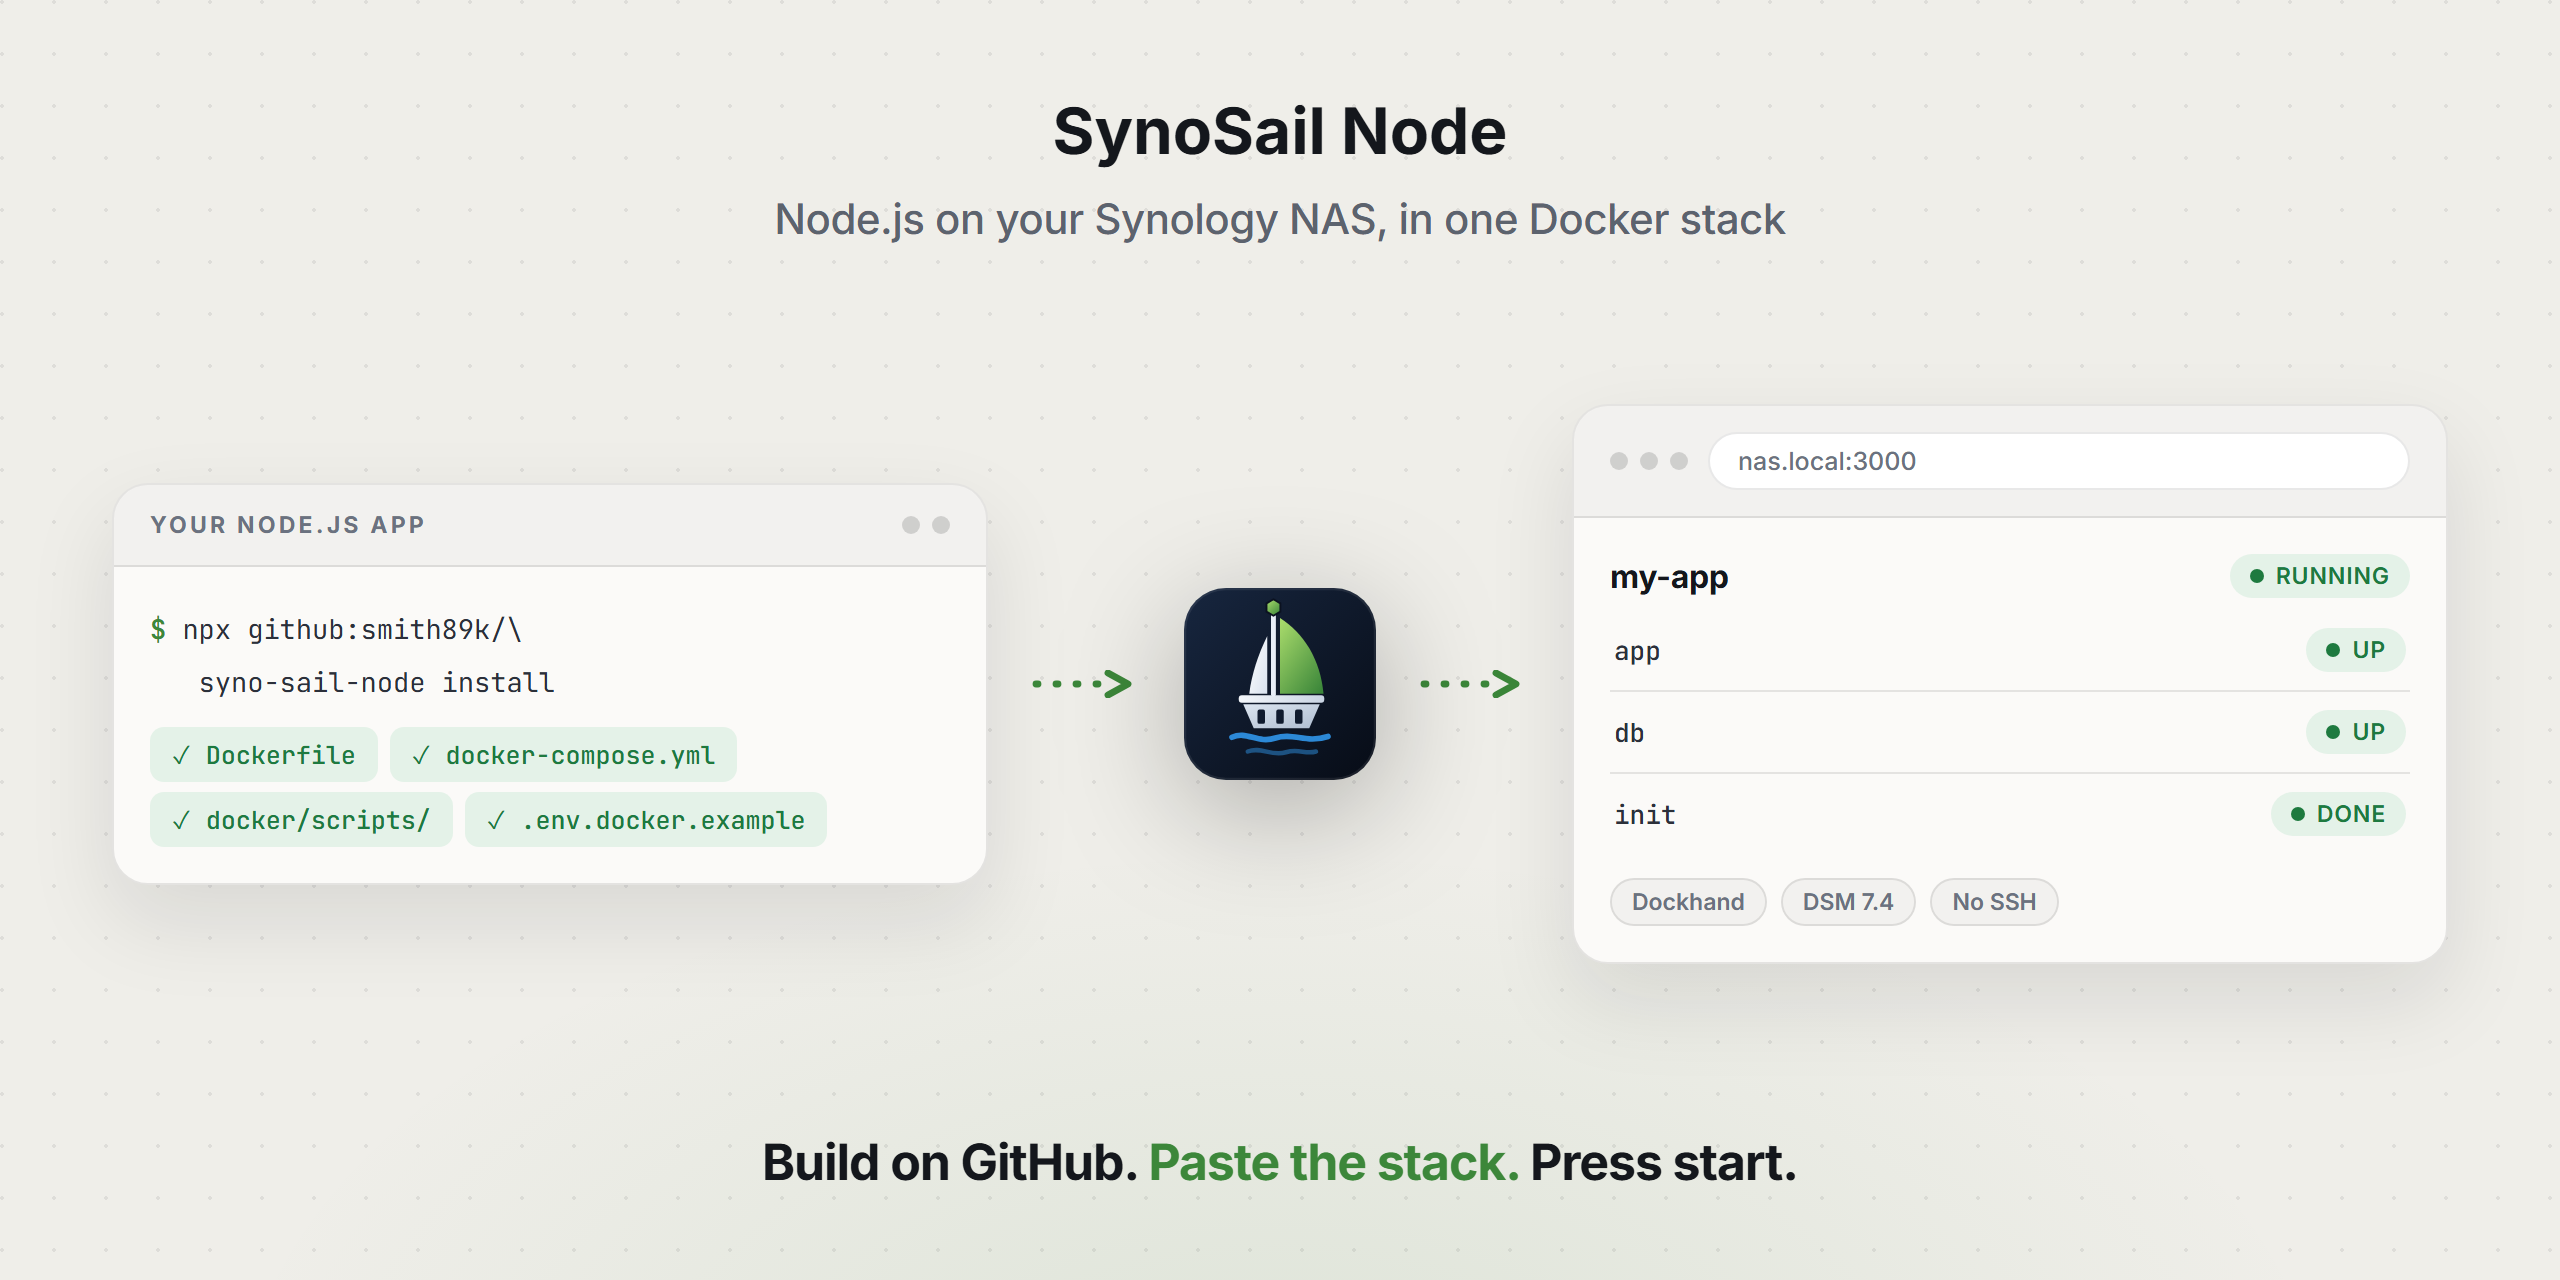 SynoSail Node
Node.js on your Synology NAS, in one Docker stack
YOUR NODE.JS APP
$ npx github:smith89k/\
syno-sail-node install
✓ Dockerfile ✓ docker-compose.yml
✓ docker/scripts/ ✓ .env.docker.example
nas.local:3000
my-app RUNNING
app UP
db UP
init DONE
Dockhand DSM 7.4 No SSH
Build on GitHub. Paste the stack. Press start.